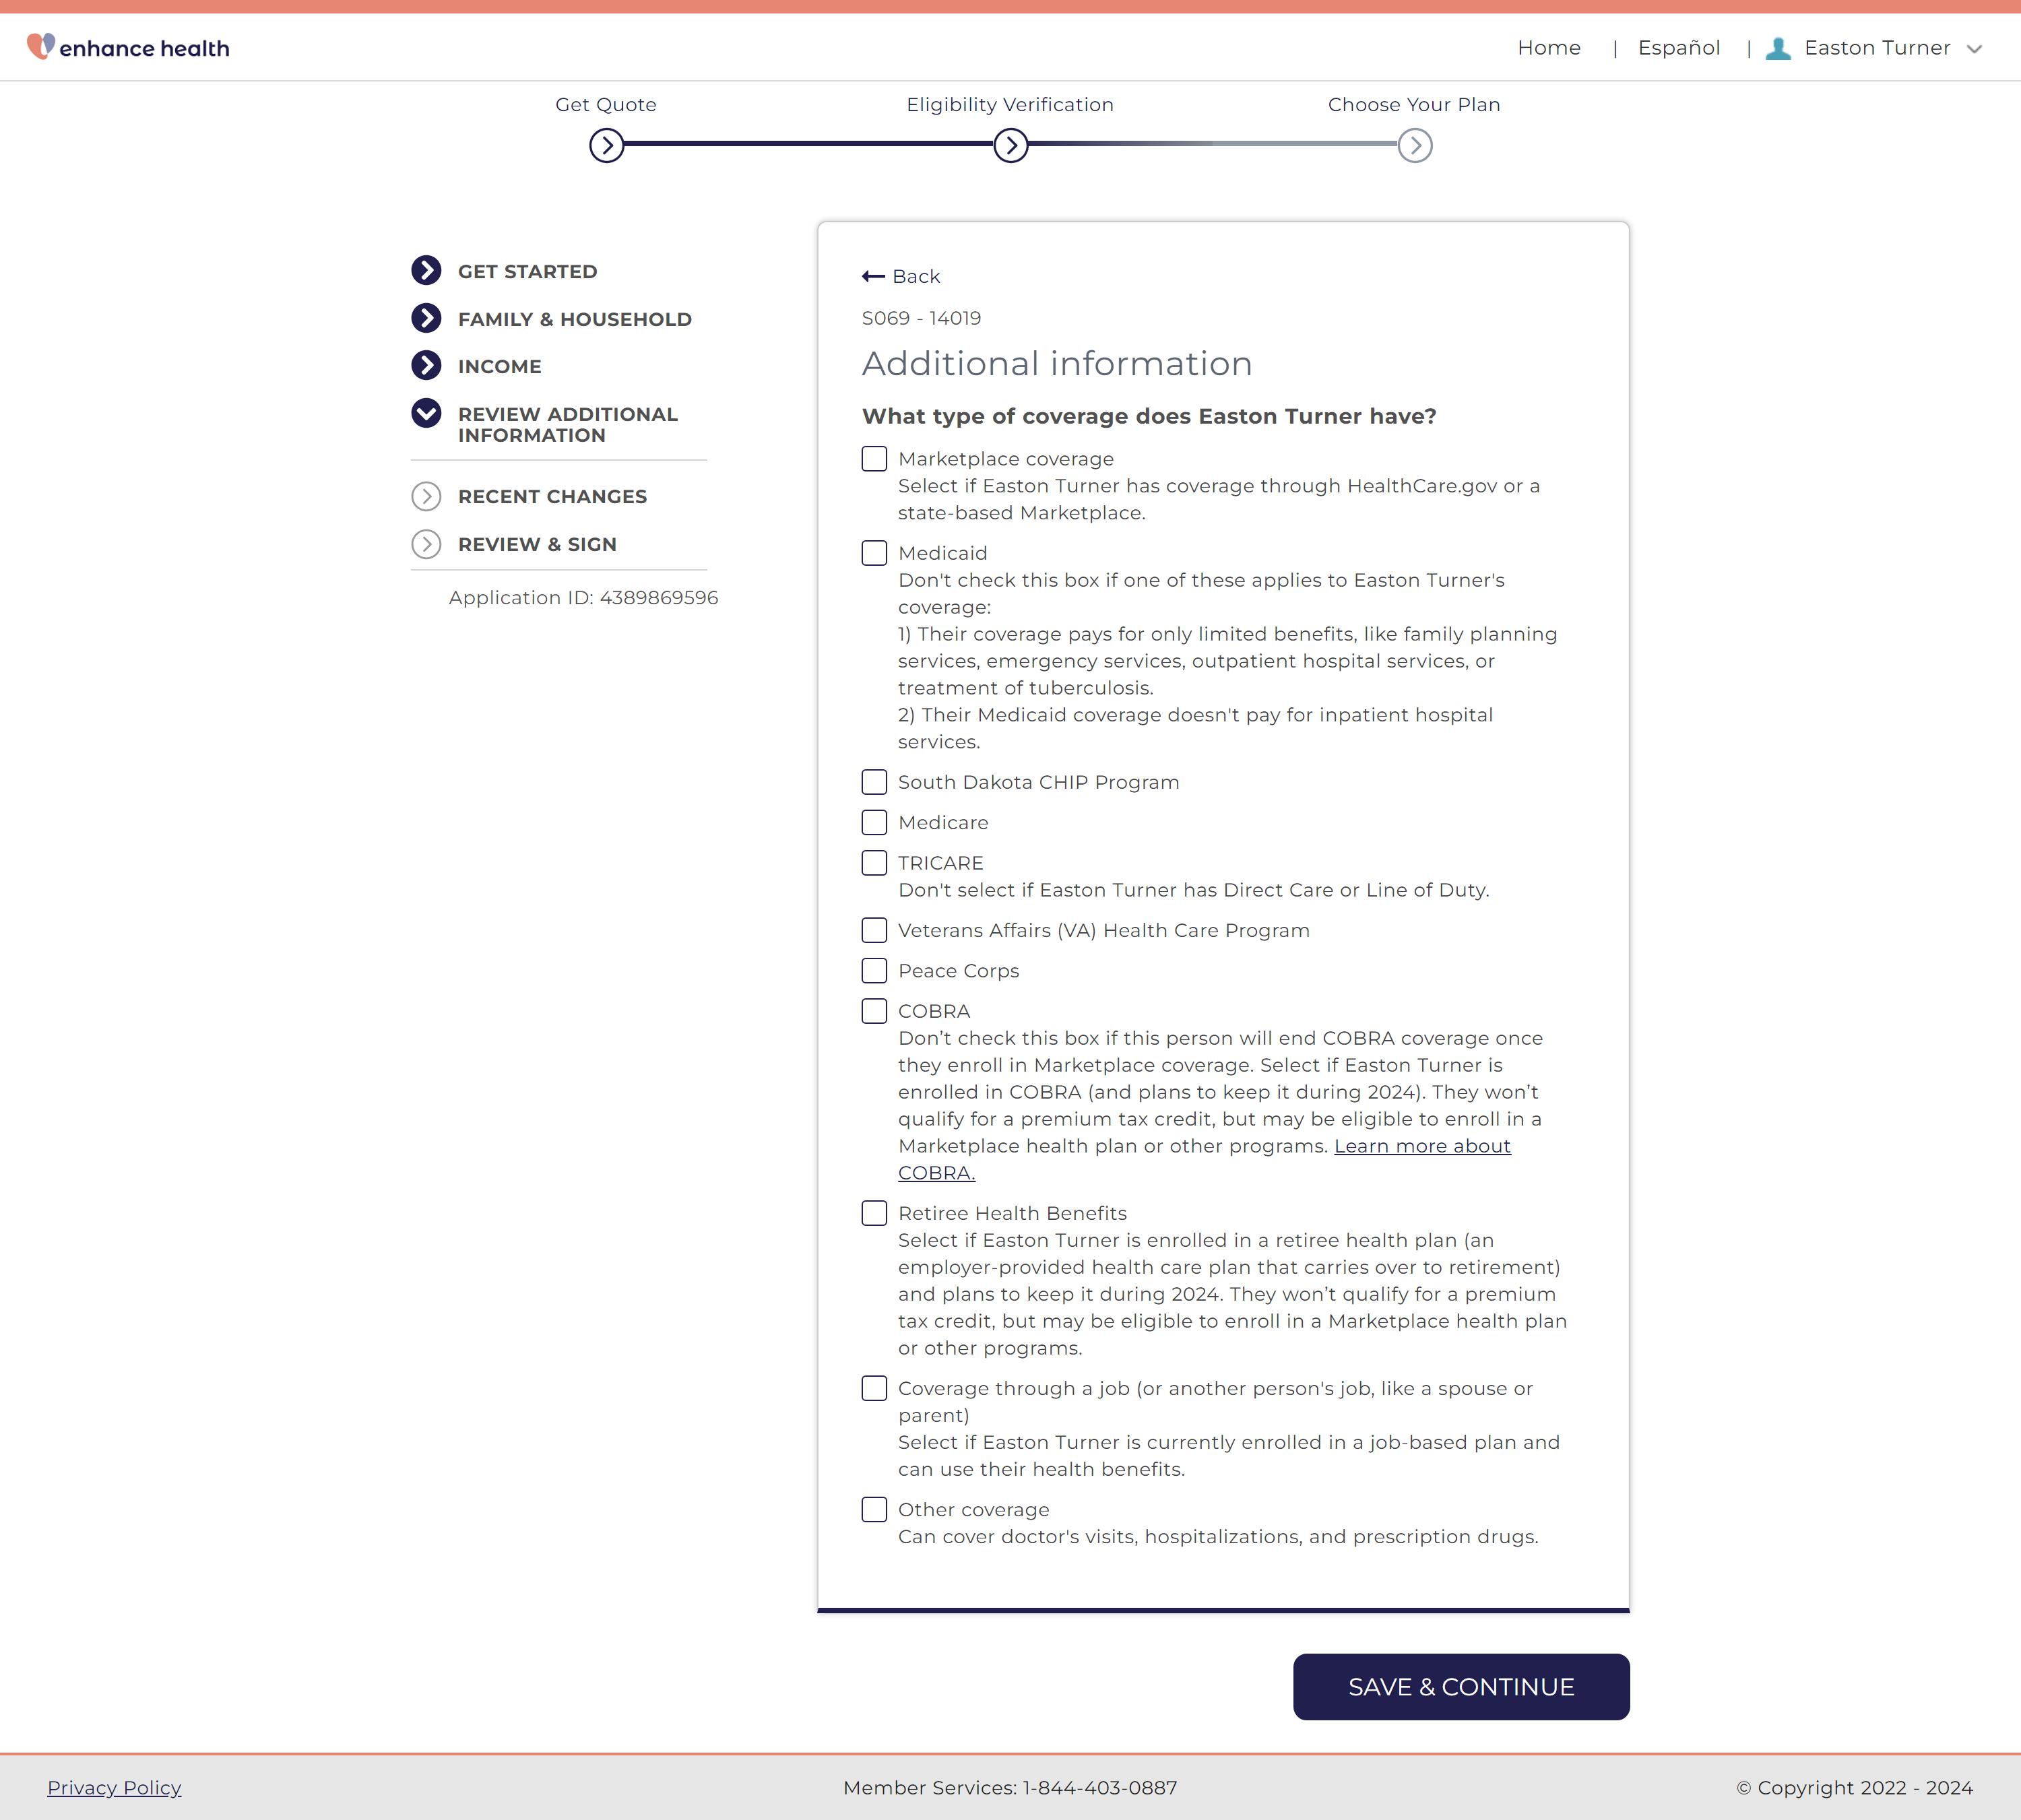 enhance health
Home | Español | Easton Turner
Get Quote
Eligibility Verification
Choose Your Plan
GET STARTED
FAMILY & HOUSEHOLD
INCOME
REVIEW ADDITIONAL
INFORMATION
RECENT CHANGES
REVIEW & SIGN
Application ID: 4389869596
Back
S069 - 14019
Additional information
What type of coverage does Easton Turner have?
Marketplace coverage
Select if Easton Turner has coverage through HealthCare.gov or a
state-based Marketplace.
Medicaid
Don't check this box if one of these applies to Easton Turner's
coverage:
1) Their coverage pays for only limited benefits, like family planning
services, emergency services, outpatient hospital services, or
treatment of tuberculosis.
2) Their Medicaid coverage doesn't pay for inpatient hospital
services.
South Dakota CHIP Program
Medicare
TRICARE
Don't select if Easton Turner has Direct Care or Line of Duty.
Veterans Affairs (VA) Health Care Program
Peace Corps
COBRA
Don’t check this box if this person will end COBRA coverage once
they enroll in Marketplace coverage. Select if Easton Turner is
enrolled in COBRA (and plans to keep it during 2024). They won’t
qualify for a premium tax credit, but may be eligible to enroll in a
Marketplace health plan or other programs. Learn more about
COBRA.
Retiree Health Benefits
Select if Easton Turner is enrolled in a retiree health plan (an
employer-provided health care plan that carries over to retirement)
and plans to keep it during 2024. They won’t qualify for a premium
tax credit, but may be eligible to enroll in a Marketplace health plan
or other programs.
Coverage through a job (or another person's job, like a spouse or
parent)
Select if Easton Turner is currently enrolled in a job-based plan and
can use their health benefits.
Other coverage
Can cover doctor's visits, hospitalizations, and prescription drugs.
SAVE & CONTINUE
Privacy Policy
Member Services: 1-844-403-0887
© Copyright 2022 - 2024